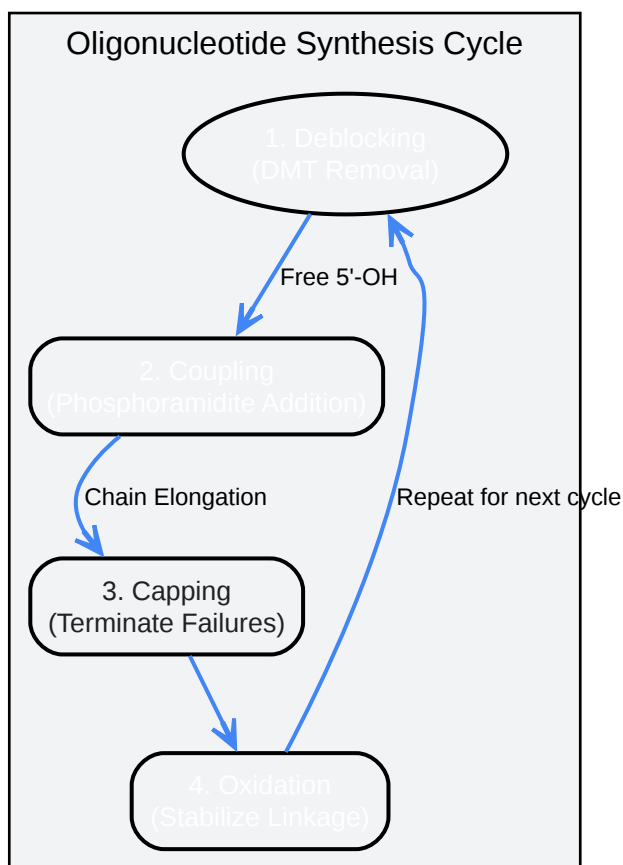 Oligonucleotide Synthesis Cycle
1. Deblocking
(DMT Removal)
Free 5'-OH
2. Coupling
(Phosphoramidite Addition)
Chain Elongation
Repeat for next cycle
3. Capping
(Terminate Failures)
4. Oxidation
(Stabilize Linkage)